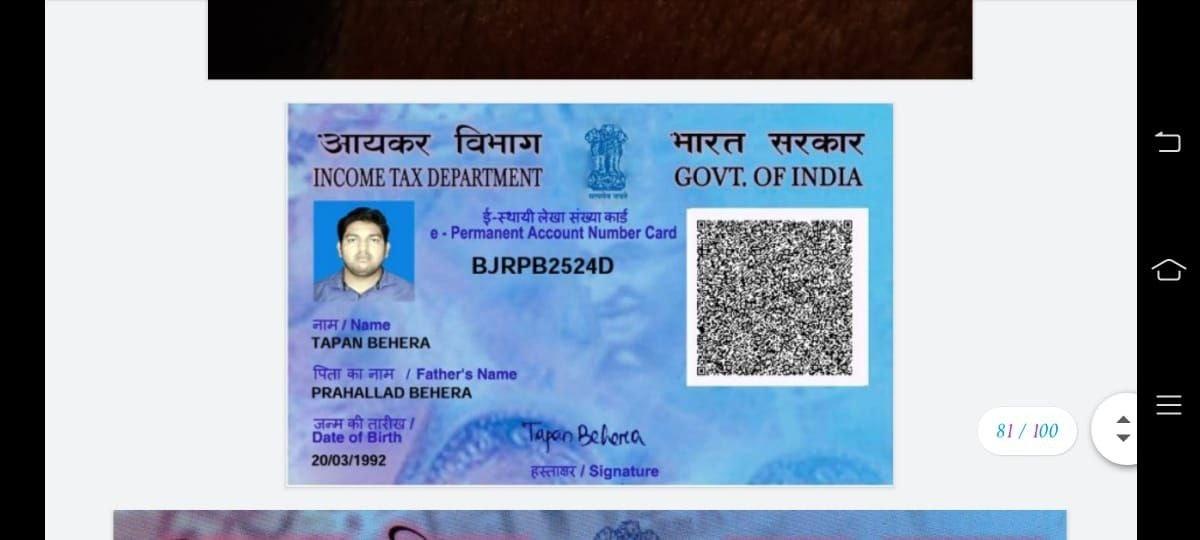 आयकर विभाग
INCOME TAX DEPARTMENT
सत्यमेव जयते
भारत सरकार
GOVT. OF INDIA
ई-स्थायी लेखा संख्या कार्ड
e - Permanent Account Number Card
BJRPB2524D
नाम / Name
TAPAN BEHERA
पिता का नाम / Father's Name
PRAHALLAD BEHERA
जन्म की तारीख /
Date of Birth
20/03/1992
Tapan Behera
हस्ताक्षर / Signature
81 / 100